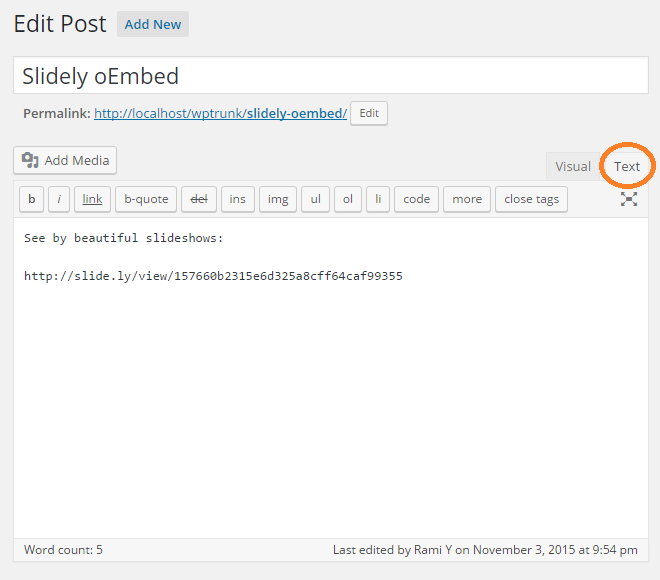 Edit Post Add New
Slidely oEmbed
Permalink: http://localhost/wptrunk/slidely-oembed/ Edit
Add Media Visual Text
b i link b-quote del ins img ul ol li code more close tags
See by beautiful slideshows:
http://slide.ly/view/157660b2315e6d325a8cff64caf99355
Word count: 5 Last edited by Rami Y on November 3, 2015 at 9:54 pm